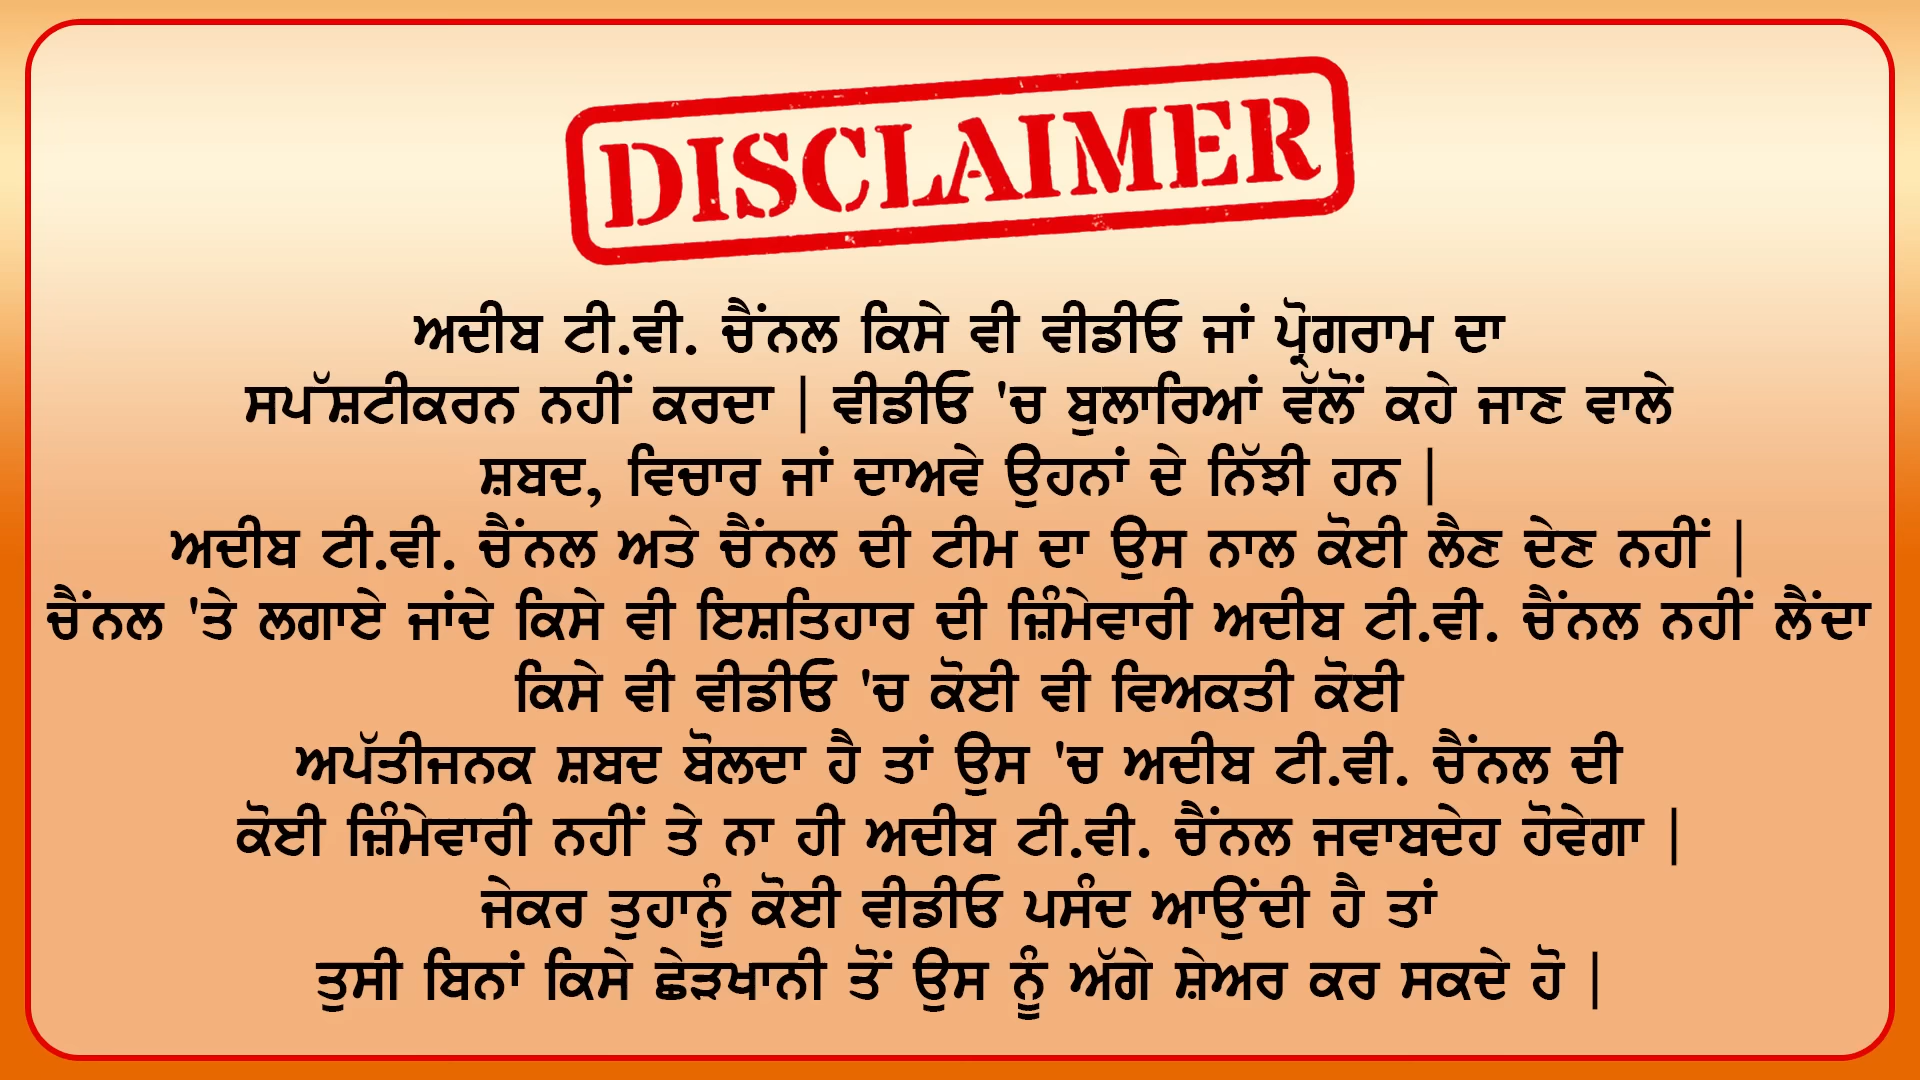 DISCLAIMER
ਅਦੀਬ ਟੀ.ਵੀ. ਚੈਂਨਲ ਕਿਸੇ ਵੀ ਵੀਡੀਓ ਜਾਂ ਪ੍ਰੋਗਰਾਮ ਦਾ
ਸਪੱਸ਼ਟੀਕਰਨ ਨਹੀਂ ਕਰਦਾ | ਵੀਡੀਓ 'ਚ ਬੁਲਾਰਿਆਂ ਵੱਲੋਂ ਕਹੇ ਜਾਣ ਵਾਲੇ
ਸ਼ਬਦ, ਵਿਚਾਰ ਜਾਂ ਦਾਅਵੇ ਉਹਨਾਂ ਦੇ ਨਿੱਝੀ ਹਨ |
ਅਦੀਬ ਟੀ.ਵੀ. ਚੈਂਨਲ ਅਤੇ ਚੈਂਨਲ ਦੀ ਟੀਮ ਦਾ ਉਸ ਨਾਲ ਕੋਈ ਲੈਣ ਦੇਣ ਨਹੀਂ |
ਚੈਂਨਲ 'ਤੇ ਲਗਾਏ ਜਾਂਦੇ ਕਿਸੇ ਵੀ ਇਸ਼ਤਿਹਾਰ ਦੀ ਜ਼ਿੰਮੇਵਾਰੀ ਅਦੀਬ ਟੀ.ਵੀ. ਚੈਂਨਲ ਨਹੀਂ ਲੈਂਦਾ
ਕਿਸੇ ਵੀ ਵੀਡੀਓ 'ਚ ਕੋਈ ਵੀ ਵਿਅਕਤੀ ਕੋਈ
ਅਪੱਤੀਜਨਕ ਸ਼ਬਦ ਬੋਲਦਾ ਹੈ ਤਾਂ ਉਸ 'ਚ ਅਦੀਬ ਟੀ.ਵੀ. ਚੈਂਨਲ ਦੀ
ਕੋਈ ਜ਼ਿੰਮੇਵਾਰੀ ਨਹੀਂ ਤੇ ਨਾ ਹੀ ਅਦੀਬ ਟੀ.ਵੀ. ਚੈਂਨਲ ਜਵਾਬਦੇਹ ਹੋਵੇਗਾ |
ਜੇਕਰ ਤੁਹਾਨੂੰ ਕੋਈ ਵੀਡੀਓ ਪਸੰਦ ਆਉਂਦੀ ਹੈ ਤਾਂ
ਤੁਸੀ ਬਿਨਾਂ ਕਿਸੇ ਛੇੜਖਾਨੀ ਤੋਂ ਉਸ ਨੂੰ ਅੱਗੇ ਸ਼ੇਅਰ ਕਰ ਸਕਦੇ ਹੋ |